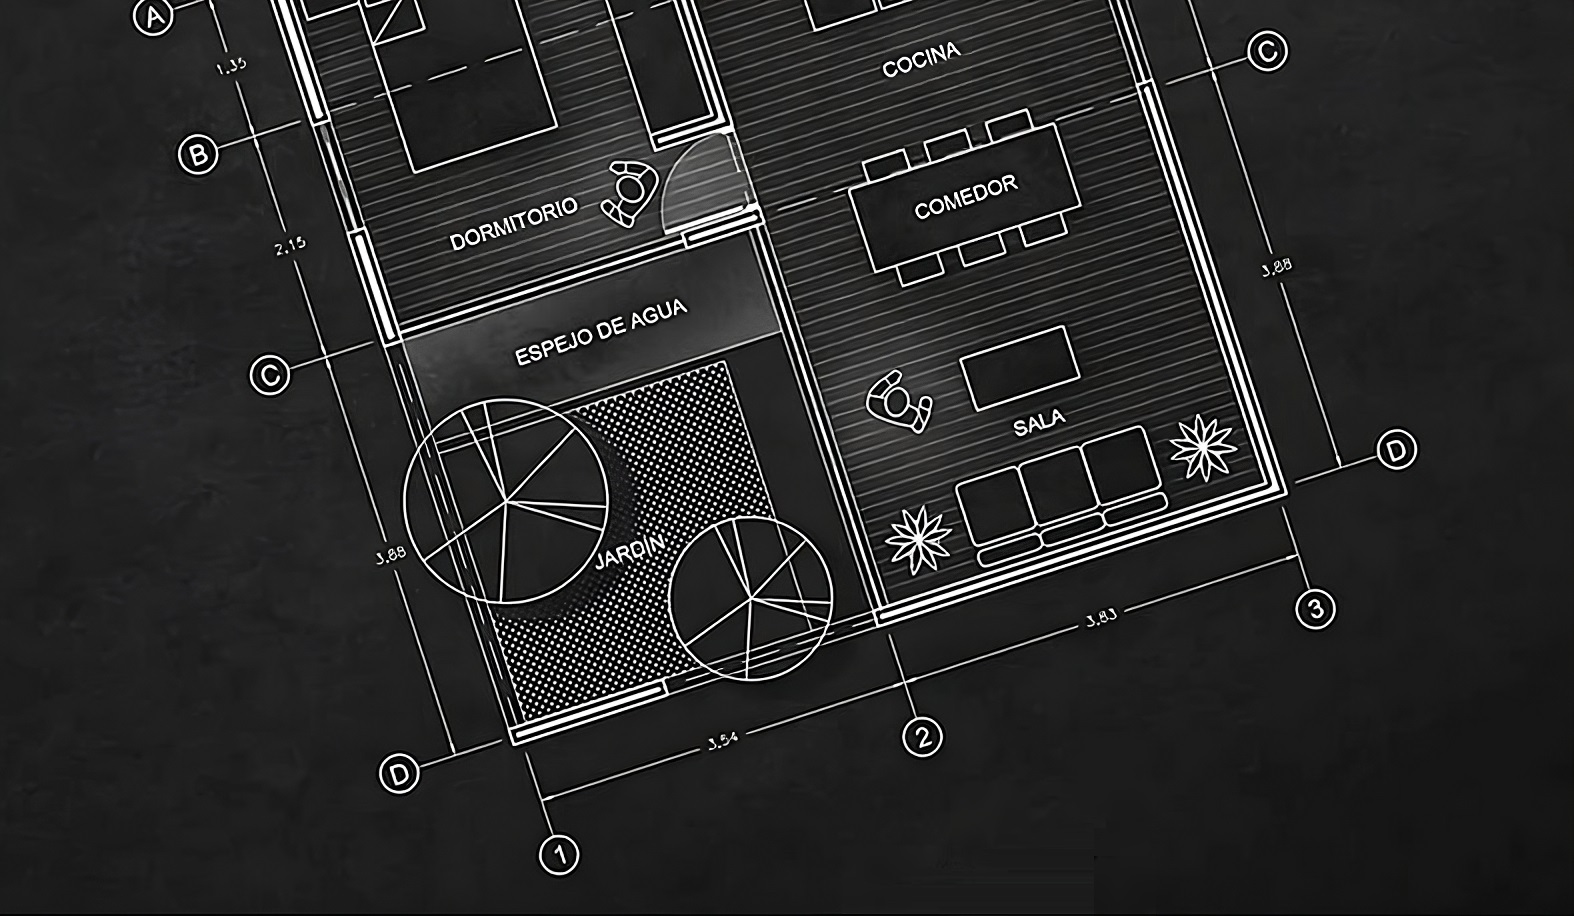 A
1.35
COCINA
C
B
COMEDOR
DORMITORIO
2.15
3.88
ESPEJO DE AGUA
C
SALA
D
3.88
JARDIN
3
3.83
2
3.54
D
1